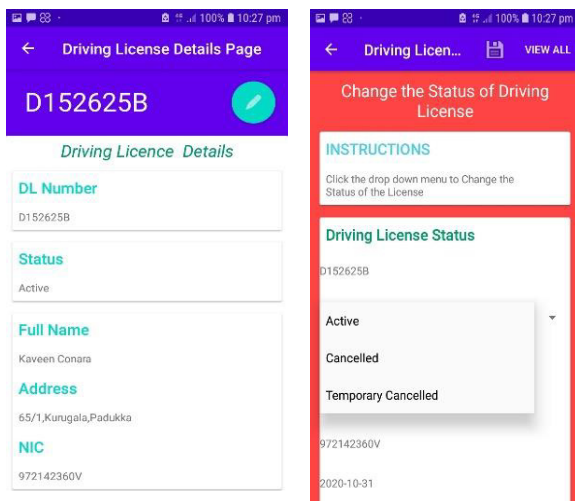 100% 10:27 pm
Driving License Details Page
D152625B
Driving Licence Details
DL Number
D152625B
Status
Active
Full Name
Kaveen Conara
Address
65/1,Kurugala,Padukka
NIC
972142360V
100% 10:27 pm
Driving Licen... VIEW ALL
Change the Status of Driving
License
INSTRUCTIONS
Click the drop down menu to Change the
Status of the License
Driving License Status
D152625B
Active
Cancelled
Temporary Cancelled
972142360V
2020-10-31